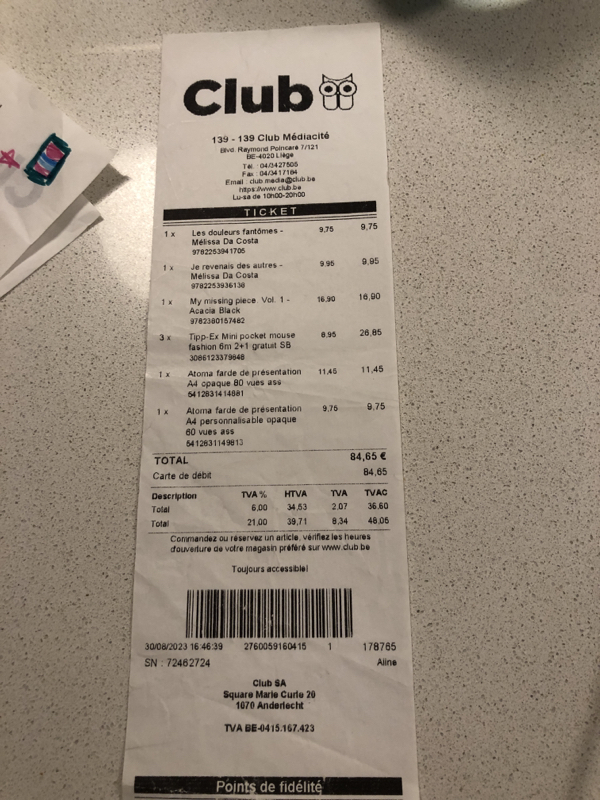 Club
139 - 139 Club Médiacité
Blvd. Raymond Poincaré 7/121
BE-4020 Liège
Tél. : 04/3427505
Fax : 04/3417104
Email : club.media@club.be
https://www.club.be
Lu-sa de 10h00-20h00
TICKET
1 x Les douleurs fantômes - 9,75 9,75
Mélissa Da Costa
9782253941705
1 x Je revenais des autres - 9,95 9,95
Mélissa Da Costa
9782253936138
1 x My missing piece. Vol. 1 - 16,90 16,90
Acacia Black
9782380157482
3 x Tipp-Ex Mini pocket mouse 8,95 26,85
fashion 6m 2+1 gratuit SB
3086123379848
1 x Atoma farde de présentation 11,45 11,45
A4 opaque 80 vues ass
5412831414881
1 x Atoma farde de présentation 9,75 9,75
A4 personnalisable opaque
60 vues ass
5412831149813
TOTAL 84,65 €
Carte de débit 84,65
Description TVA % HTVA TVA TVAC
Total 6,00 34,53 2,07 36,60
Total 21,00 39,71 8,34 48,05
Commandez ou réservez un article, vérifiez les heures
d'ouverture de votre magasin préféré sur www.club.be
Toujours accessible!
30/08/2023 16:46:39 2760059160415 1 178765
SN : 72482724 Aline
Club SA
Square Marie Curie 20
1070 Anderlecht
TVA BE-0415.167.423
Points de fidélité